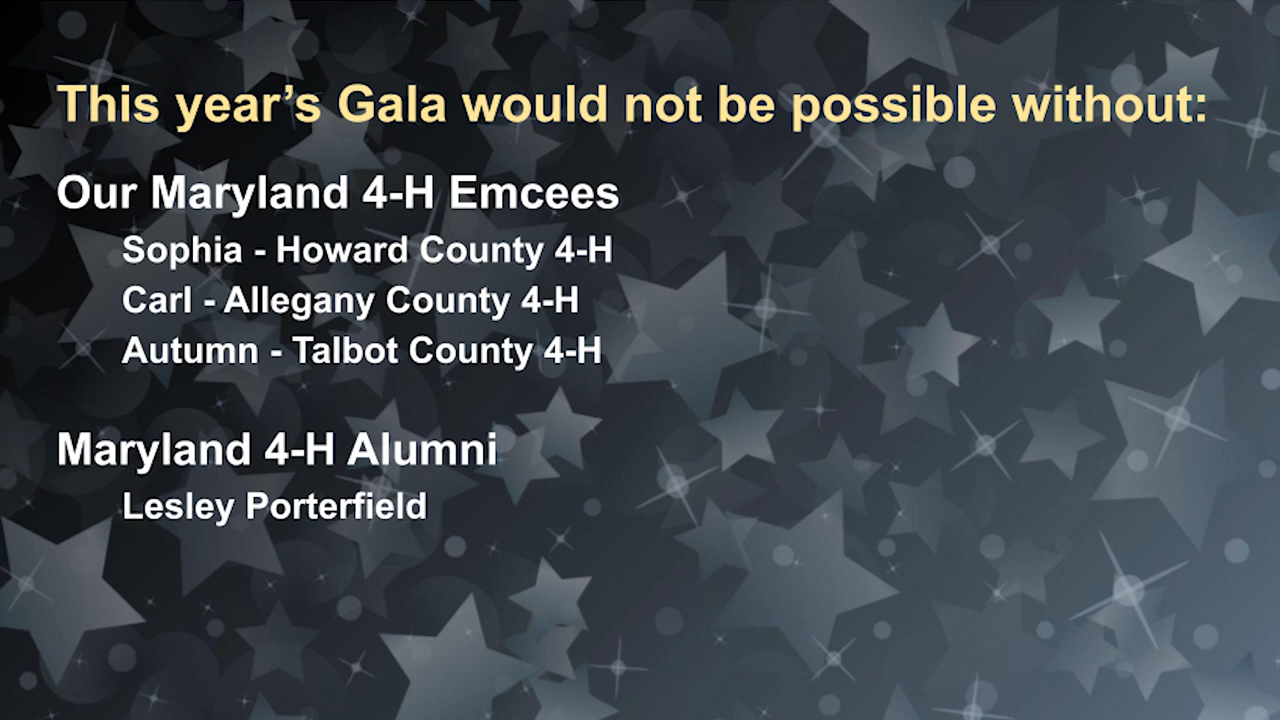 This year’s Gala would not be possible without:
Our Maryland 4-H Emcees
Sophia - Howard County 4-H
Carl - Allegany County 4-H
Autumn - Talbot County 4-H
Maryland 4-H Alumni
Lesley Porterfield